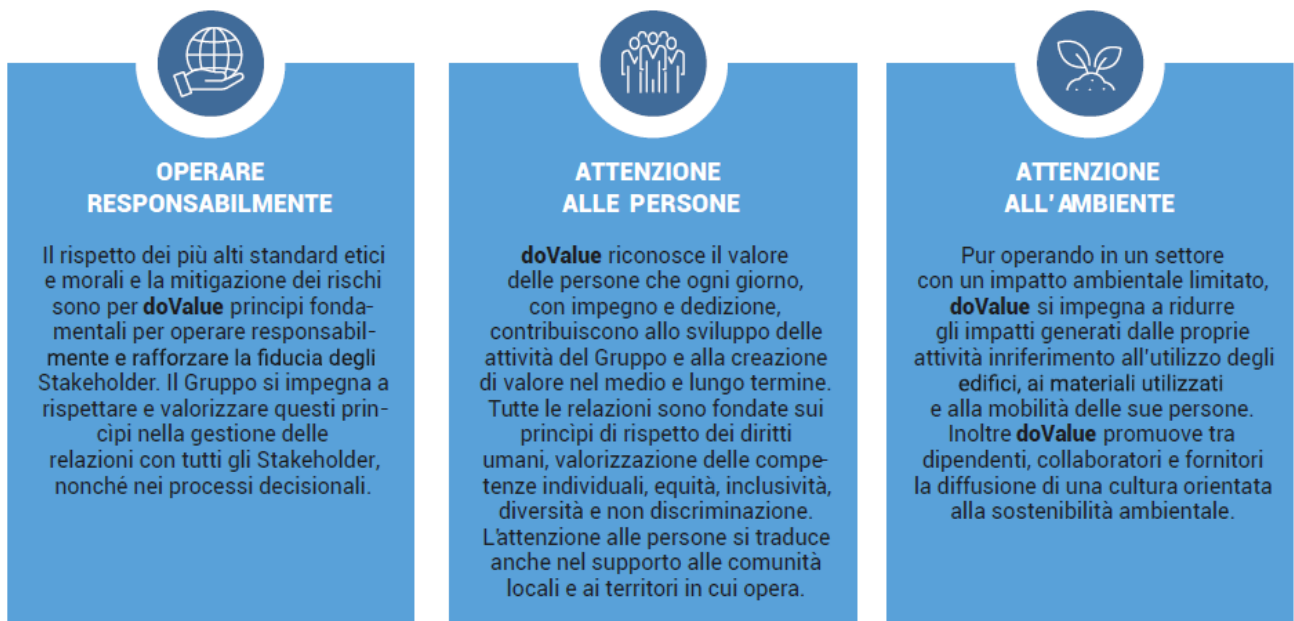 OPERARE
RESPONSABILMENTE
Il rispetto dei più alti standard etici
e morali e la mitigazione dei rischi
sono per doValue principi fonda-
mentali per operare responsabil-
mente e rafforzare la fiducia degli
Stakeholder. Il Gruppo si impegna a
rispettare e valorizzare questi prin-
cìpi nella gestione delle
relazioni con tutti gli Stakeholder,
nonché nei processi decisionali.
ATTENZIONE
ALLE PERSONE
doValue riconosce il valore
delle persone che ogni giorno,
con impegno e dedizione,
contribuiscono allo sviluppo delle
attività del Gruppo e alla creazione
di valore nel medio e lungo termine.
Tutte le relazioni sono fondate sui
princìpi di rispetto dei diritti
umani, valorizzazione delle compe-
tenze individuali, equità, inclusività,
diversità e non discriminazione.
L'attenzione alle persone si traduce
anche nel supporto alle comunità
locali e ai territori in cui opera.
ATTENZIONE
ALL'AMBIENTE
Pur operando in un settore
con un impatto ambientale limitato,
doValue si impegna a ridurre
gli impatti generati dalle proprie
attività inriferimento all'utilizzo degli
edifici, ai materiali utilizzati
e alla mobilità delle sue persone.
Inoltre doValue promuove tra
dipendenti, collaboratori e fornitori
la diffusione di una cultura orientata
alla sostenibilità ambientale.